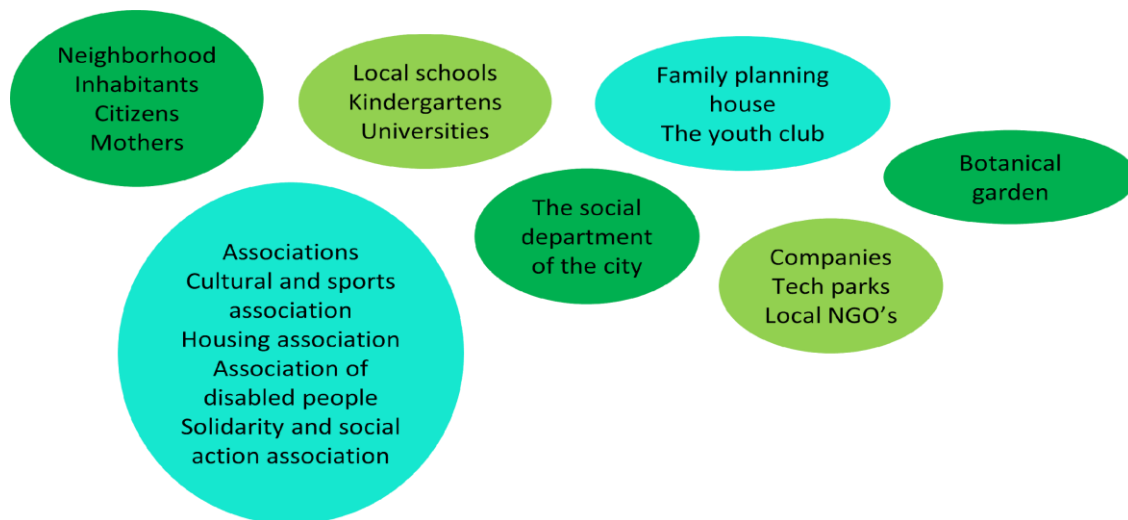 Neighborhood
Inhabitants
Citizens
Mothers
Local schools
Kindergartens
Universities
Family planning
house
The youth club
Botanical
garden
The social
department
of the city
Companies
Tech parks
Local NGO’s
Associations
Cultural and sports
association
Housing association
Association of
disabled people
Solidarity and social
action association